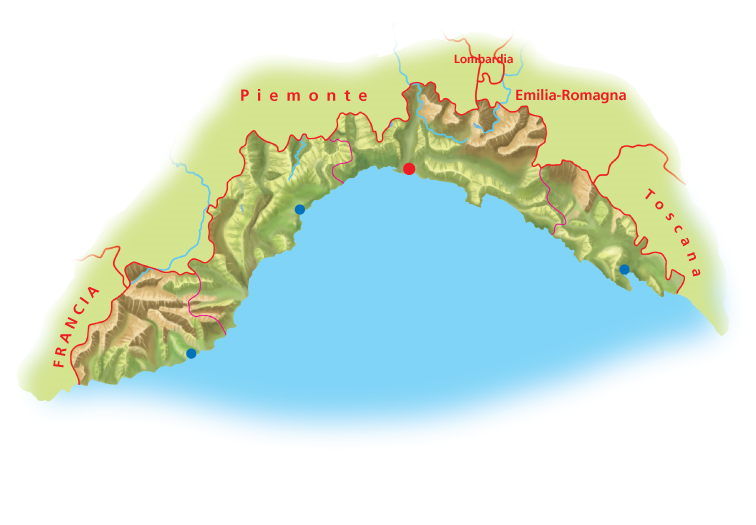 Lombardia
Piemonte
Emilia-Romagna
Toscana
FRANCIA